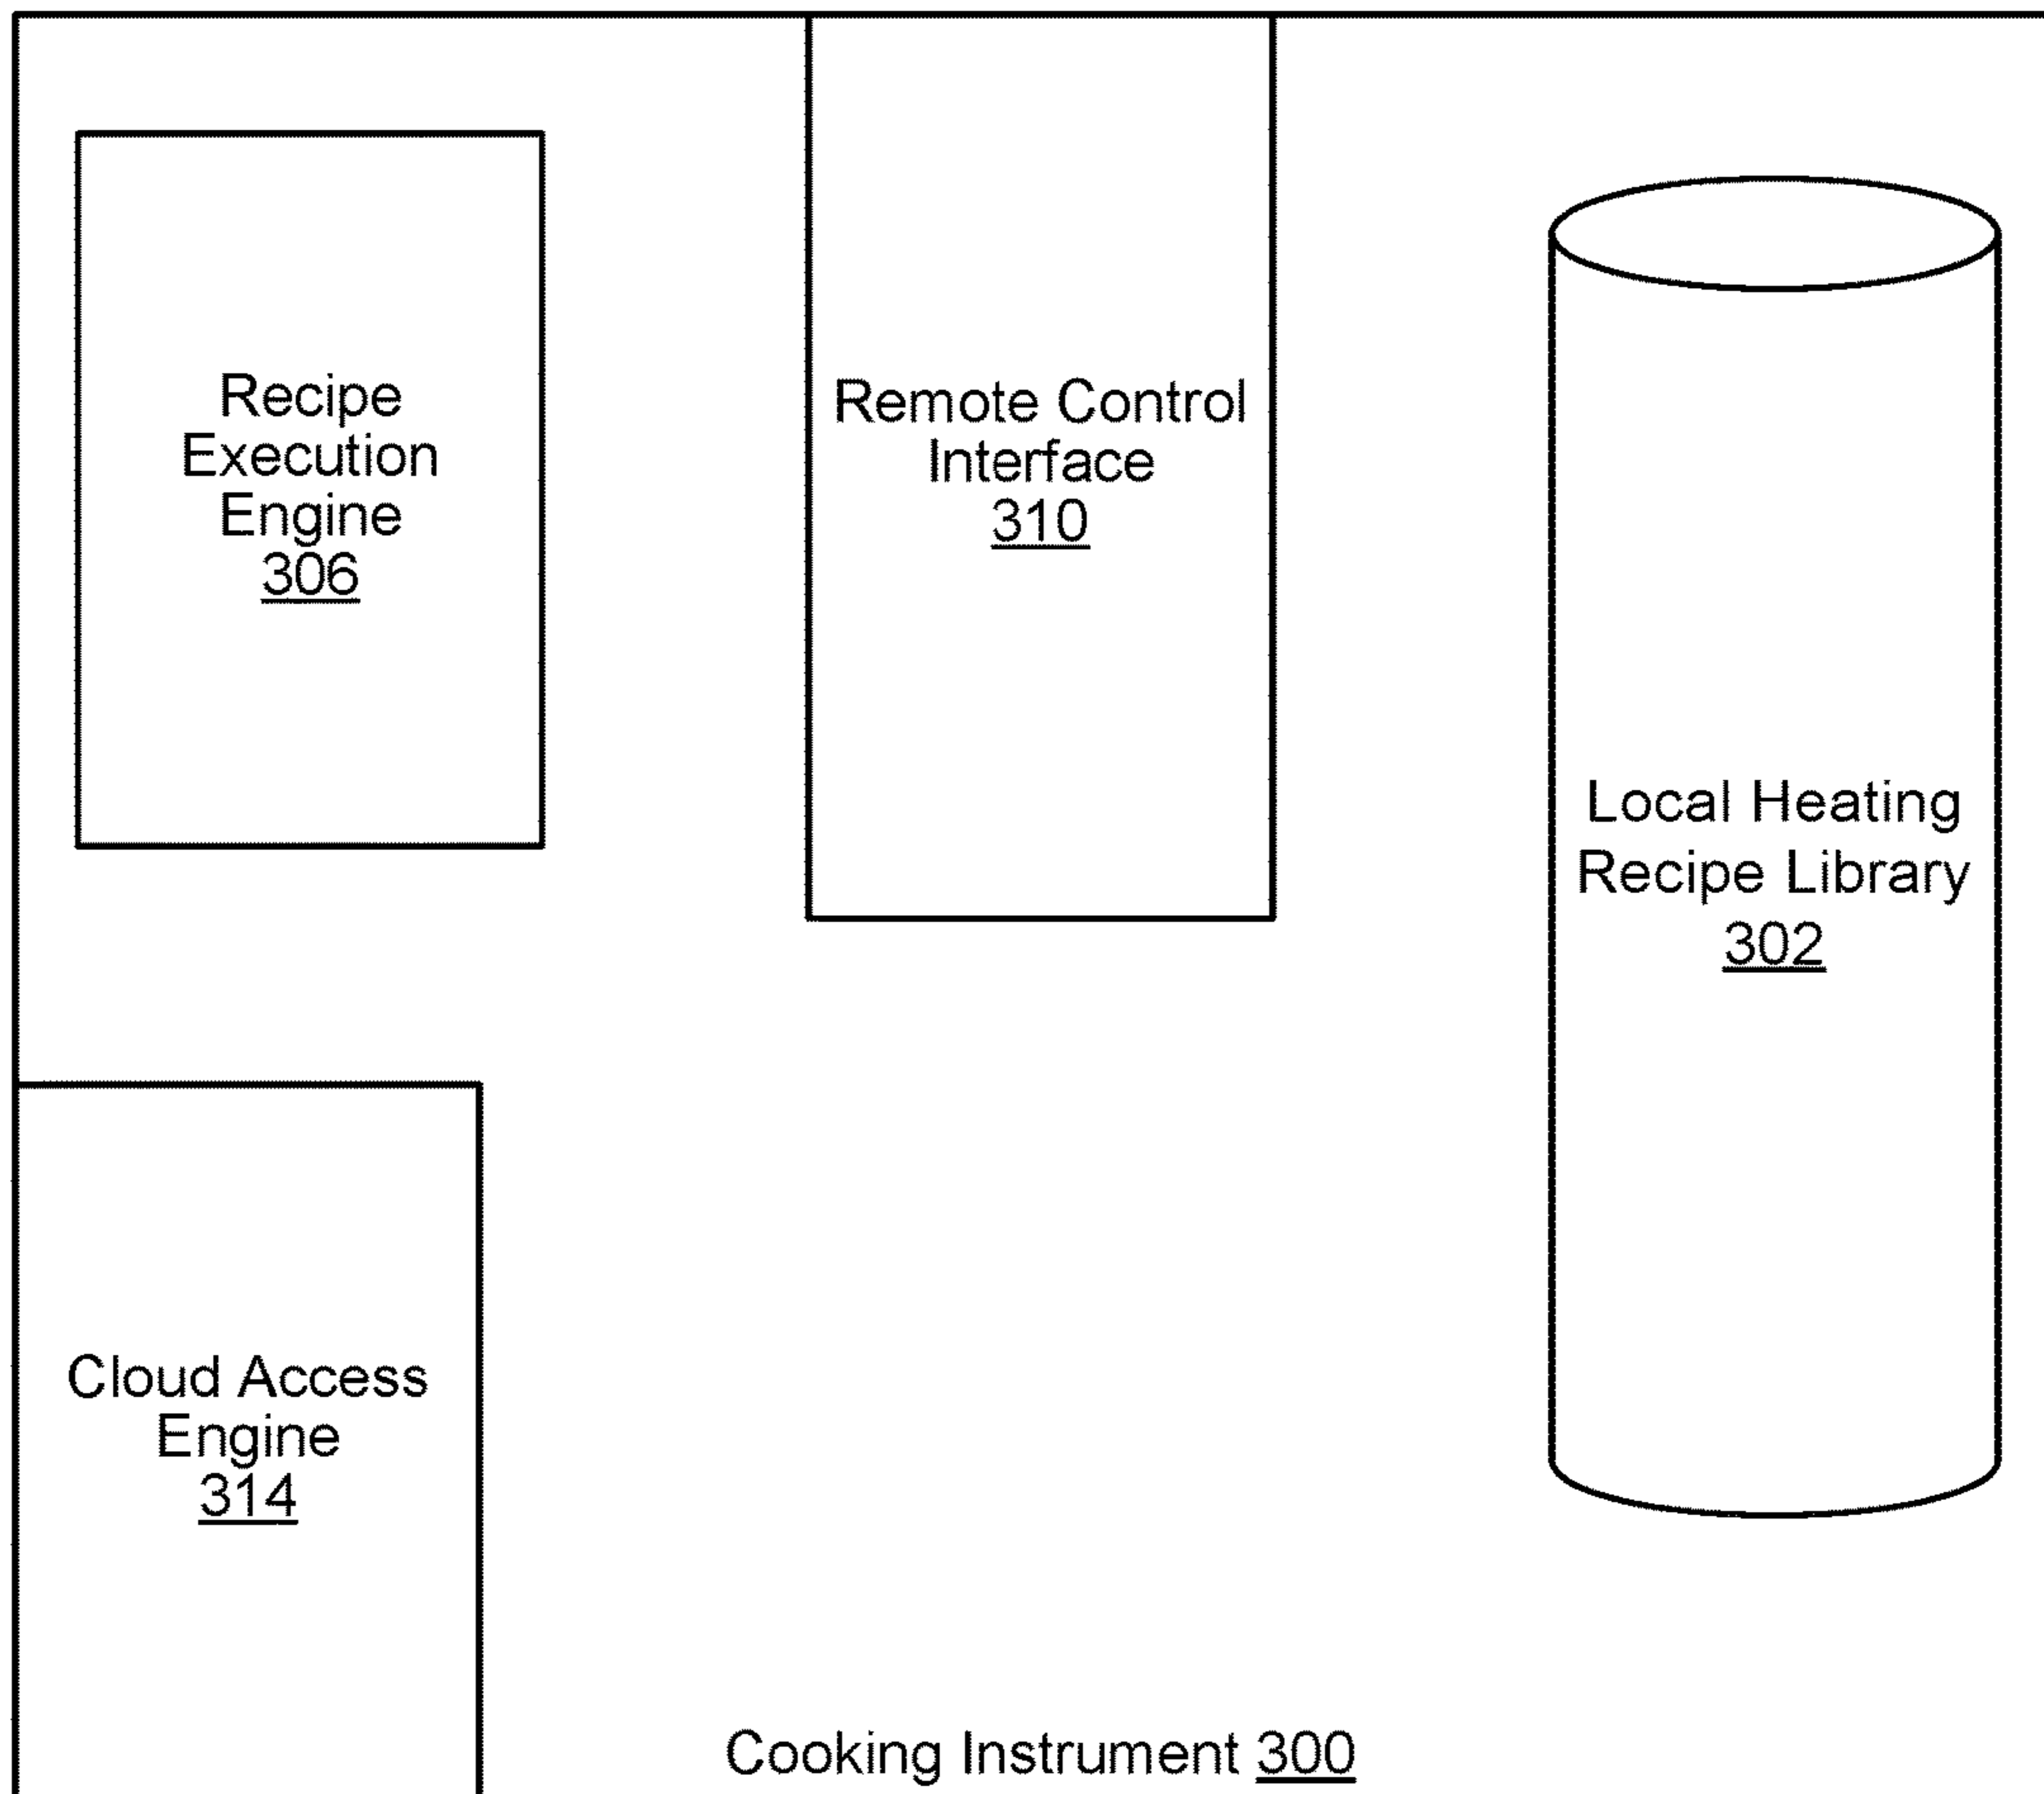 Recipe
Execution
Engine
306
Remote Control
Interface
310
Local Heating
Recipe Library
302
Cloud Access
Engine
314
Cooking Instrument 300